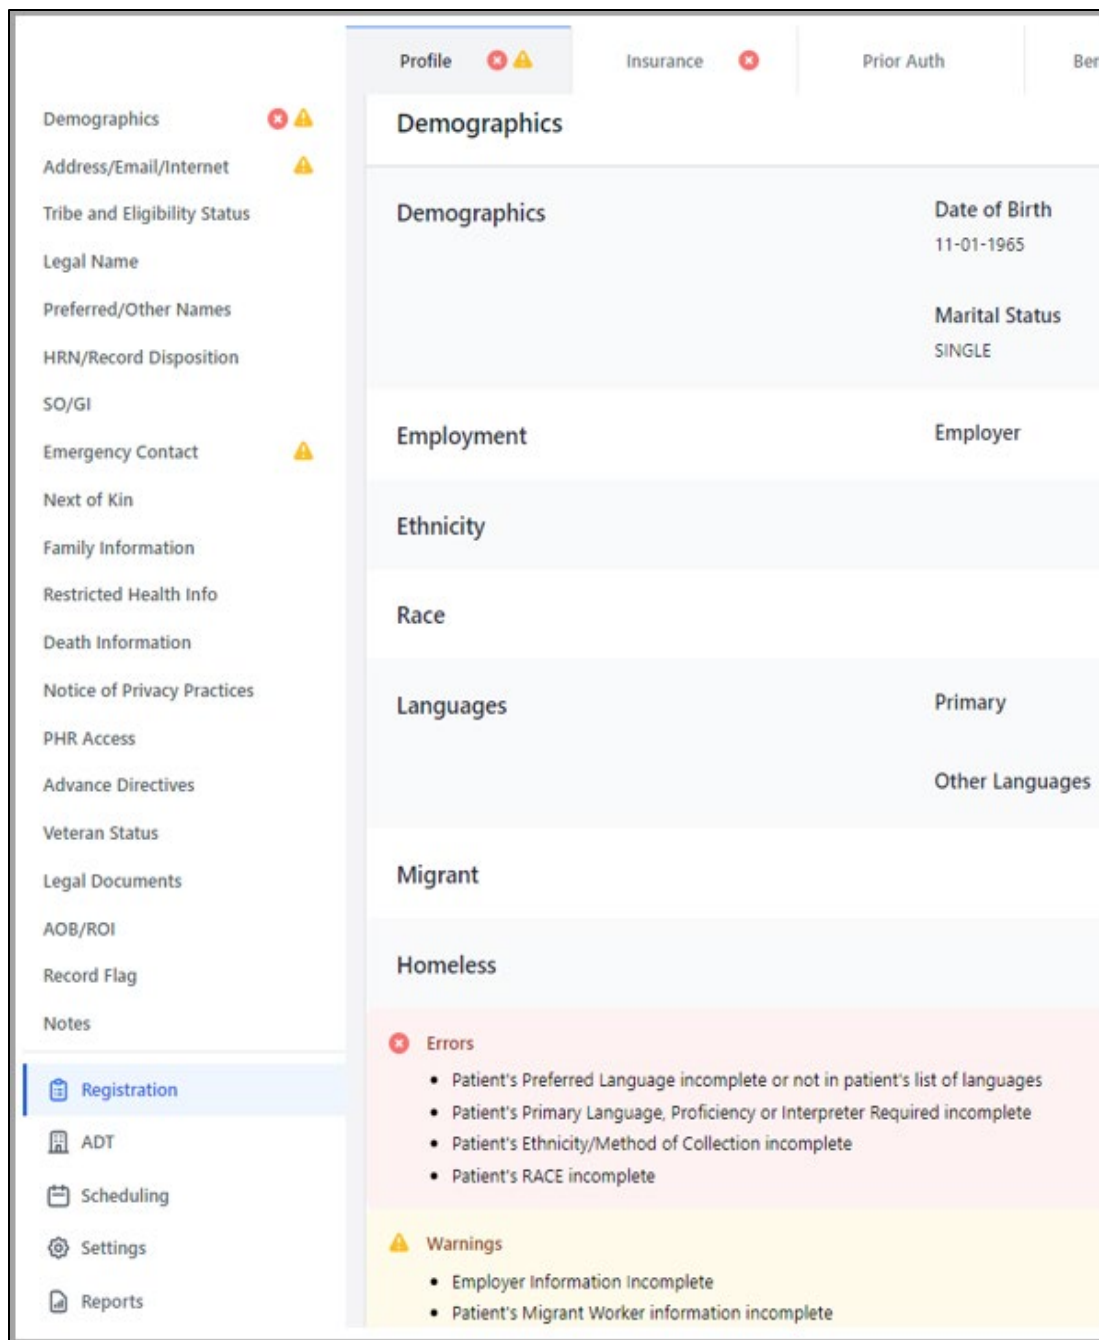 Profile
Insurance
Prior Auth
Ber
Demographics
Address/Email/Internet
Tribe and Eligibility Status
Legal Name
Preferred/Other Names
HRN/Record Disposition
SO/GI
Emergency Contact
Next of Kin
Family Information
Restricted Health Info
Death Information
Notice of Privacy Practices
PHR Access
Advance Directives
Veteran Status
Legal Documents
AOB/ROI
Record Flag
Notes
Registration
ADT
Scheduling
Settings
Reports
Demographics
Demographics
Date of Birth
11-01-1965
Marital Status
SINGLE
Employment
Employer
Ethnicity
Race
Languages
Primary
Other Languages
Migrant
Homeless
Errors
• Patient's Preferred Language incomplete or not in patient's list of languages
• Patient's Primary Language, Proficiency or Interpreter Required incomplete
• Patient's Ethnicity/Method of Collection incomplete
• Patient's RACE incomplete
Warnings
• Employer Information Incomplete
• Patient's Migrant Worker information incomplete